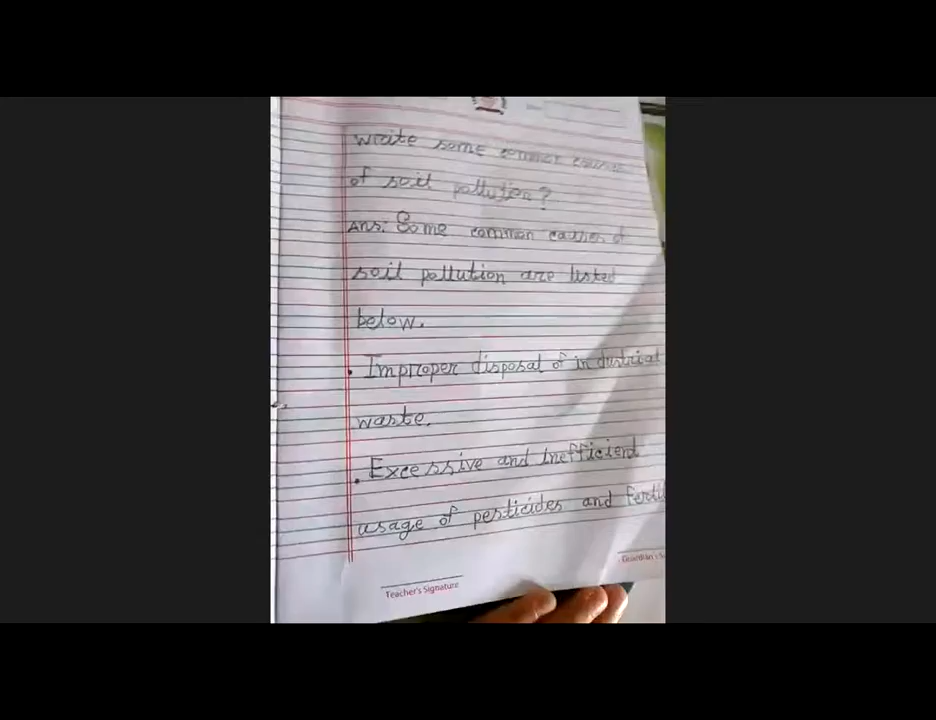 Write some common causes
of soil pollution?
Ans: Some common causes of
soil pollution are listed
below.
• Improper disposal of industrial
waste.
• Excessive and Inefficient
usage of pesticides and
Teacher's Signature
Guardian's